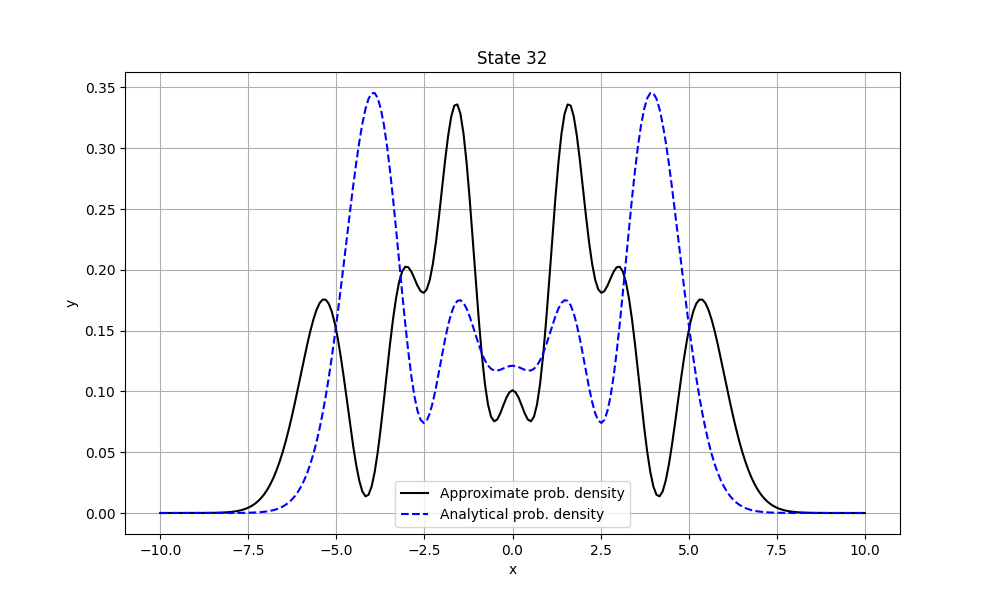 State 32
0.35
0.30
0.25
0.20
y
0.15
0.10
0.05
0.00
Approximate prob. density
Analytical prob. density
−10.0 −7.5 −5.0 −2.5 0.0 2.5 5.0 7.5 10.0
x